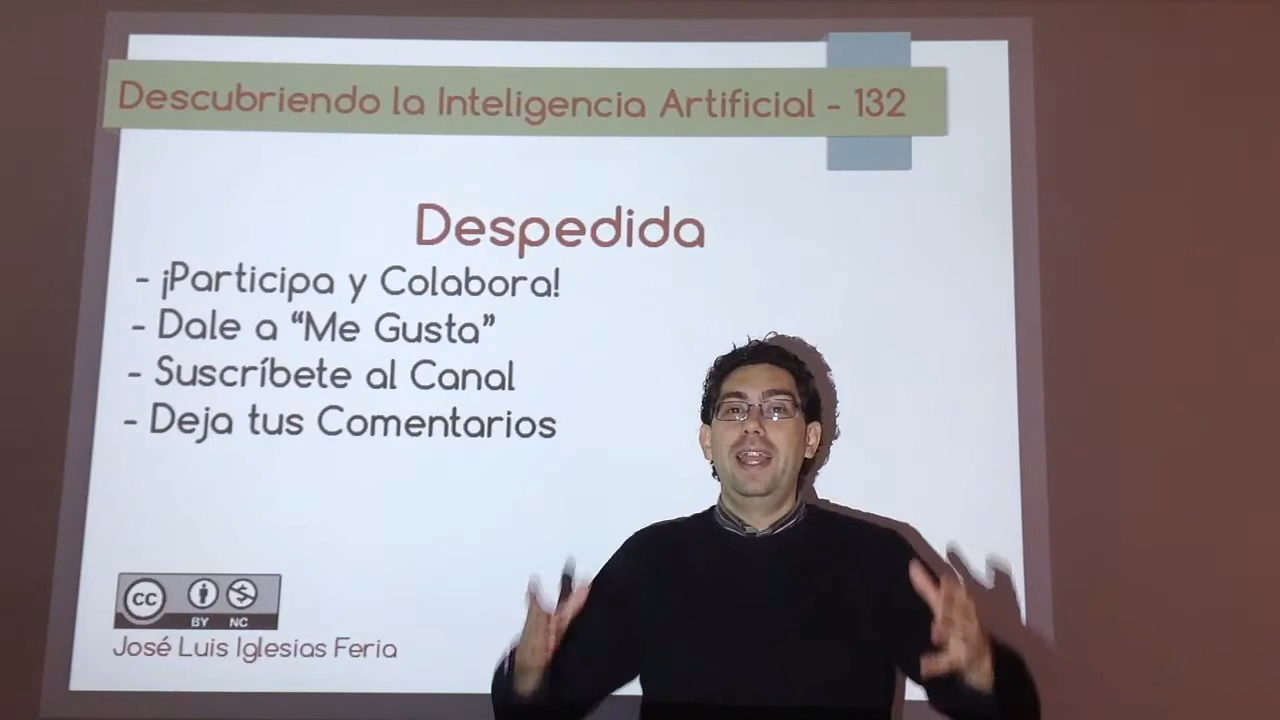 Descubriendo la Inteligencia Artificial - 132
Despedida
- ¡Participa y Colabora!
- Dale a “Me Gusta”
- Suscríbete al Canal
- Deja tus Comentarios
cc
BY NC
José Luis Iglesias Feria